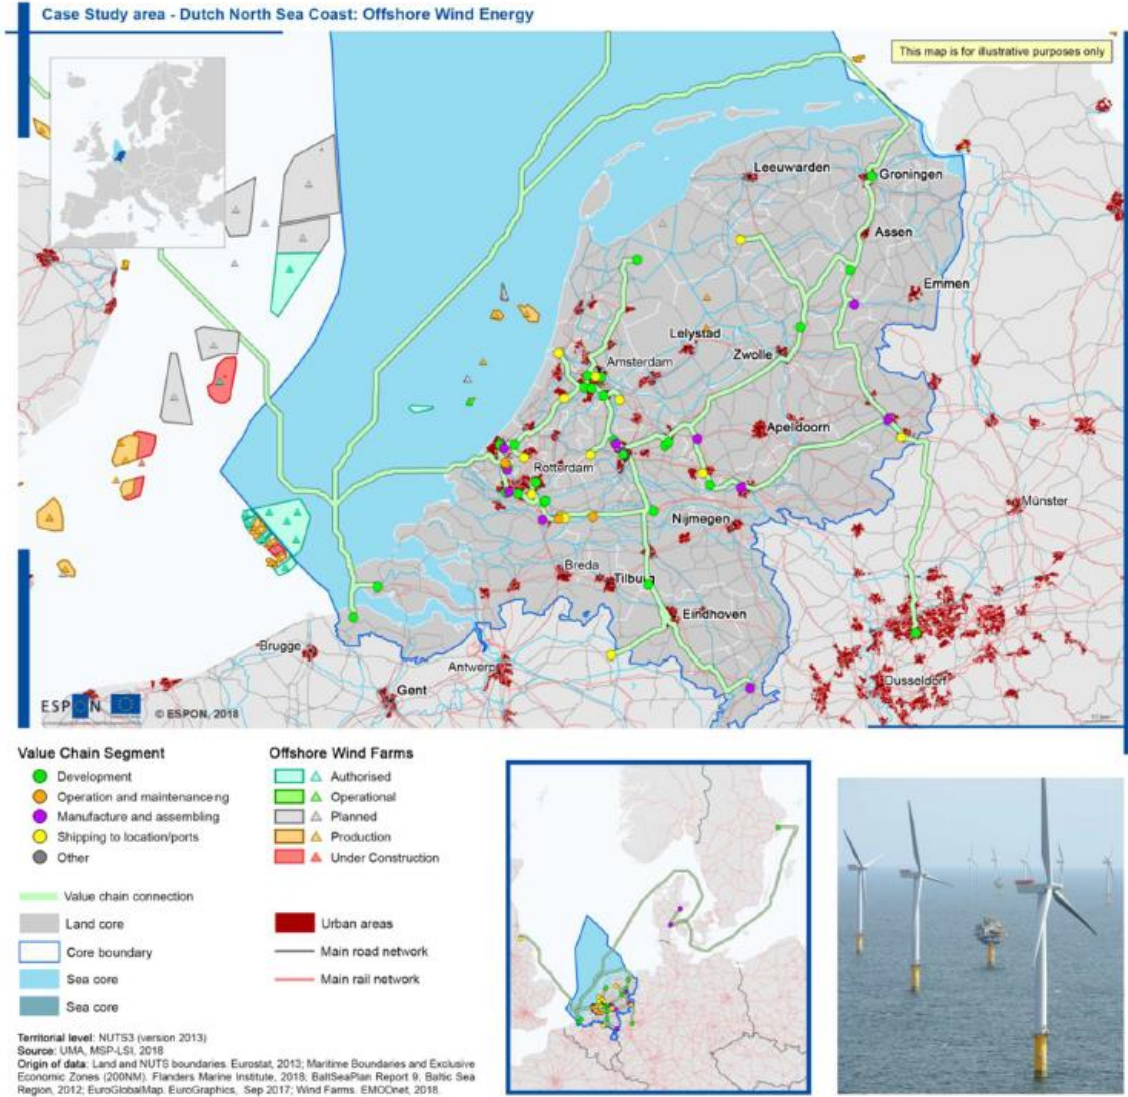 Case Study area - Dutch North Sea Coast: Offshore Wind Energy
This map is for illustrative purposes only
Leeuwarden
Groningen
Assen
Emmen
Lelystad
Zwolle
Amsterdam
Apeldoorn
Rotterdam
Münster
Nijmegen
Breda
Tilburg
Eindhoven
Brugge
Antwerp
Gent
Dusseldorf
ESPON
© ESPON, 2018
Value Chain Segment
Development
Operation and maintenanceng
Manufacture and assembling
Shipping to location/ports
Other
Offshore Wind Farms
Authorised
Operational
Planned
Production
Under Construction
Value chain connection
Land core
Core boundary
Sea core
Sea core
Urban areas
Main road network
Main rail network
Territorial level: NUTS3 (version 2013)
Source: UMA, MSP-LSI, 2018
Origin of data: Land and NUTS boundaries. Eurostat, 2013; Maritime Boundaries and Exclusive
Economic Zones (200NM). Flanders Marine Institute, 2018; BaltSeaPlan Report 9, Baltic Sea
Region, 2012; EuroGlobalMap. EuroGraphics, Sep 2017; Wind Farms. EMODnet, 2018.